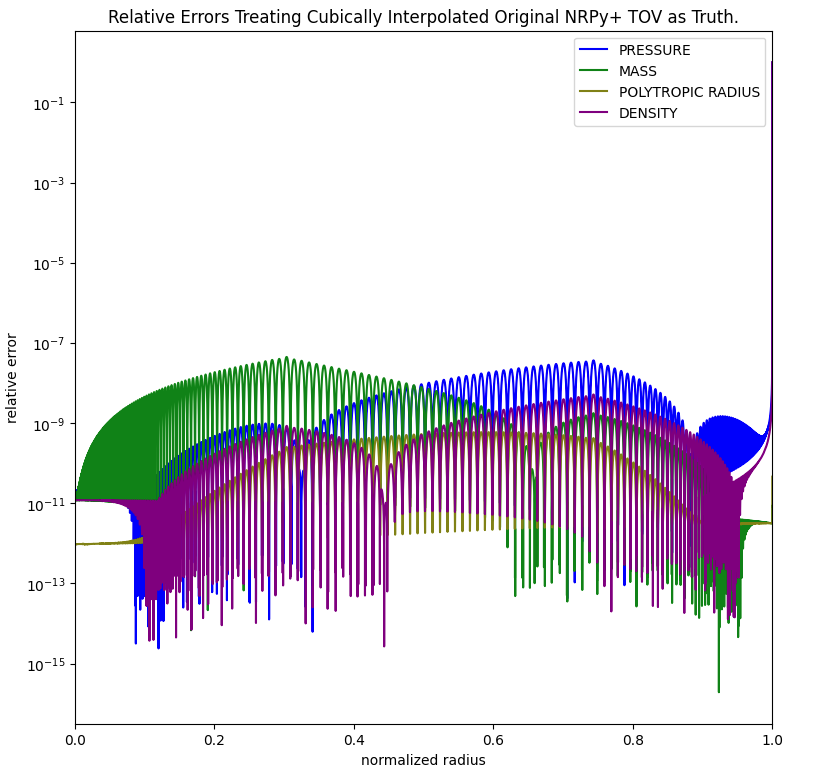 Relative Errors Treating Cubically Interpolated Original NRPy+ TOV as Truth.
PRESSURE
MASS
POLYTROPIC RADIUS
DENSITY
relative error
10⁻¹
10⁻³
10⁻⁵
10⁻⁷
10⁻⁹
10⁻¹¹
10⁻¹³
10⁻¹⁵
0.0 0.2 0.4 0.6 0.8 1.0
normalized radius